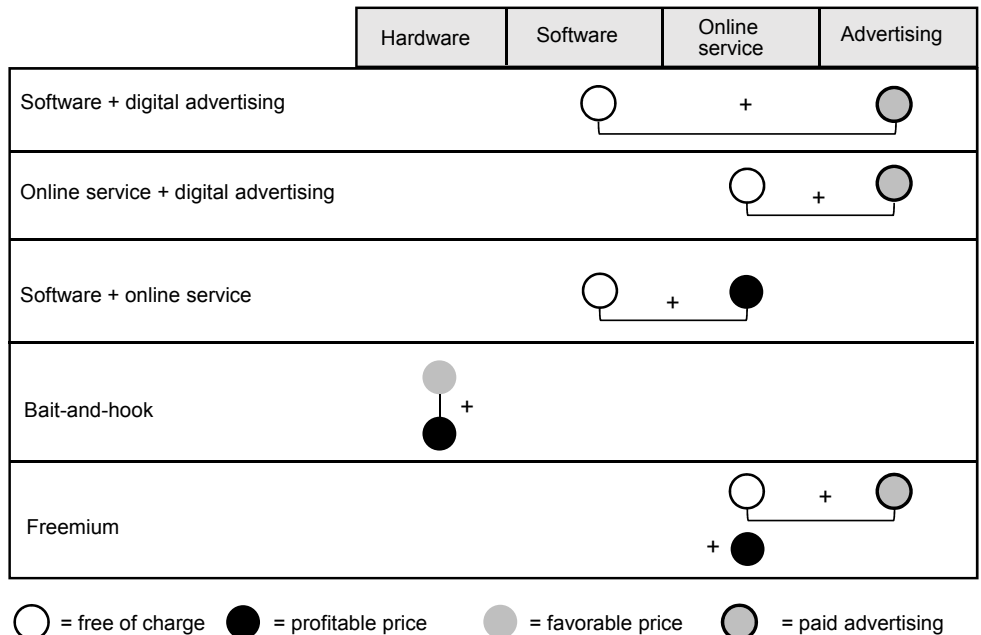 Hardware
Software
Online
service
Advertising
Software + digital advertising
+
Online service + digital advertising
+
Software + online service
+
Bait-and-hook
+
Freemium
+
+
= free of charge
= profitable price
= favorable price
= paid advertising